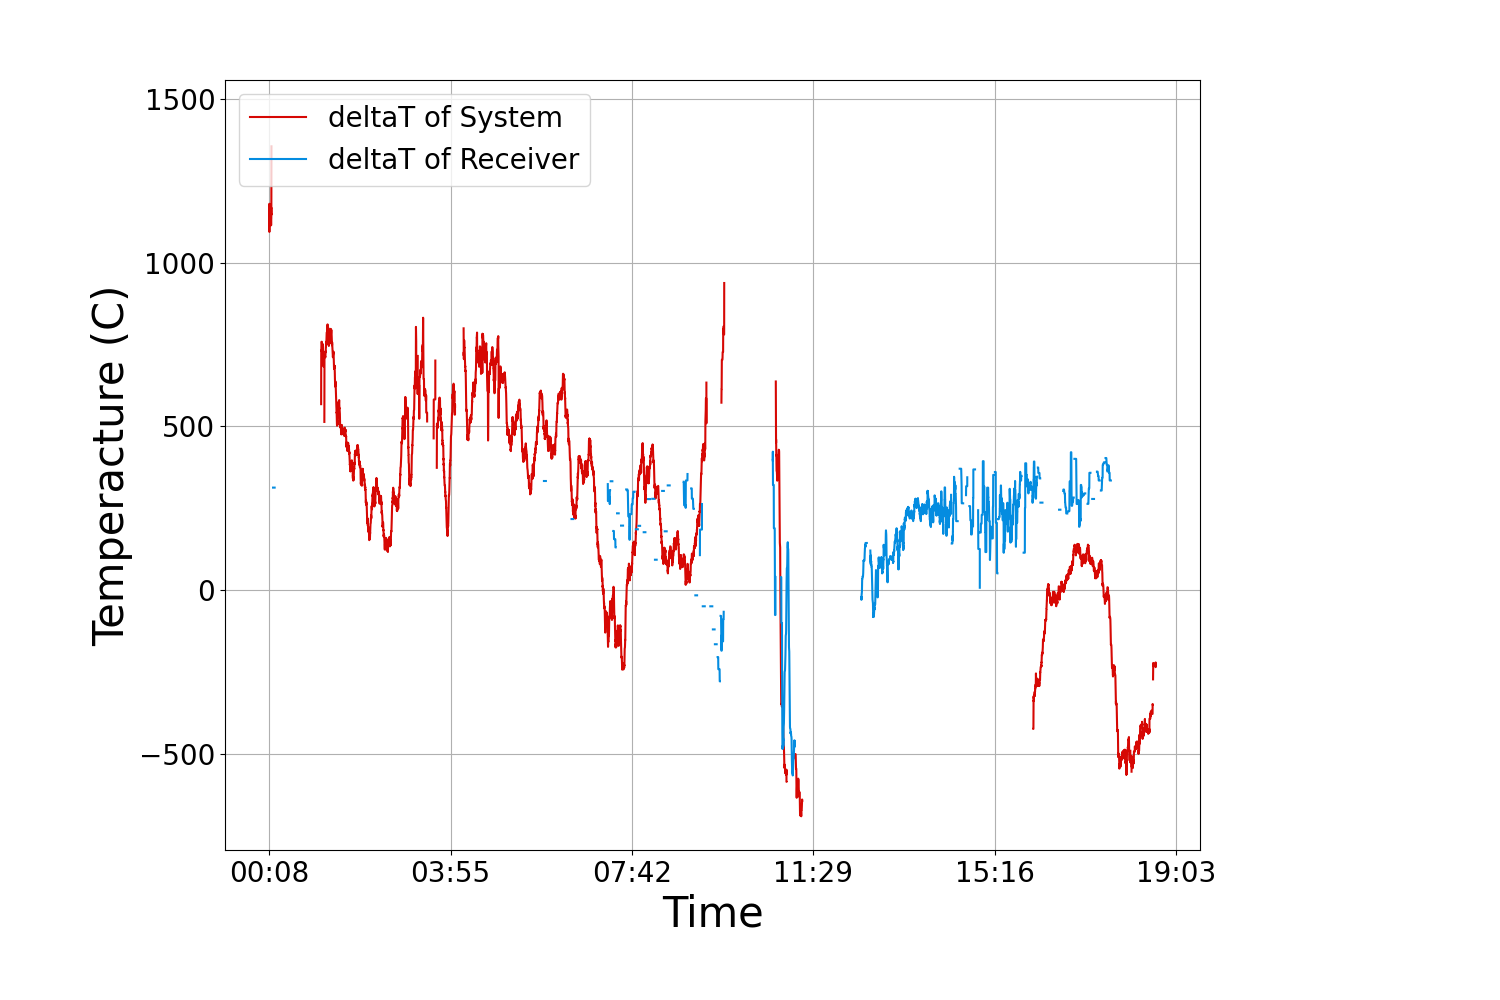 deltaT of System
deltaT of Receiver
1500
1000
500
0
−500
Temperacture (C)
00:08 03:55 07:42 11:29 15:16 19:03
Time